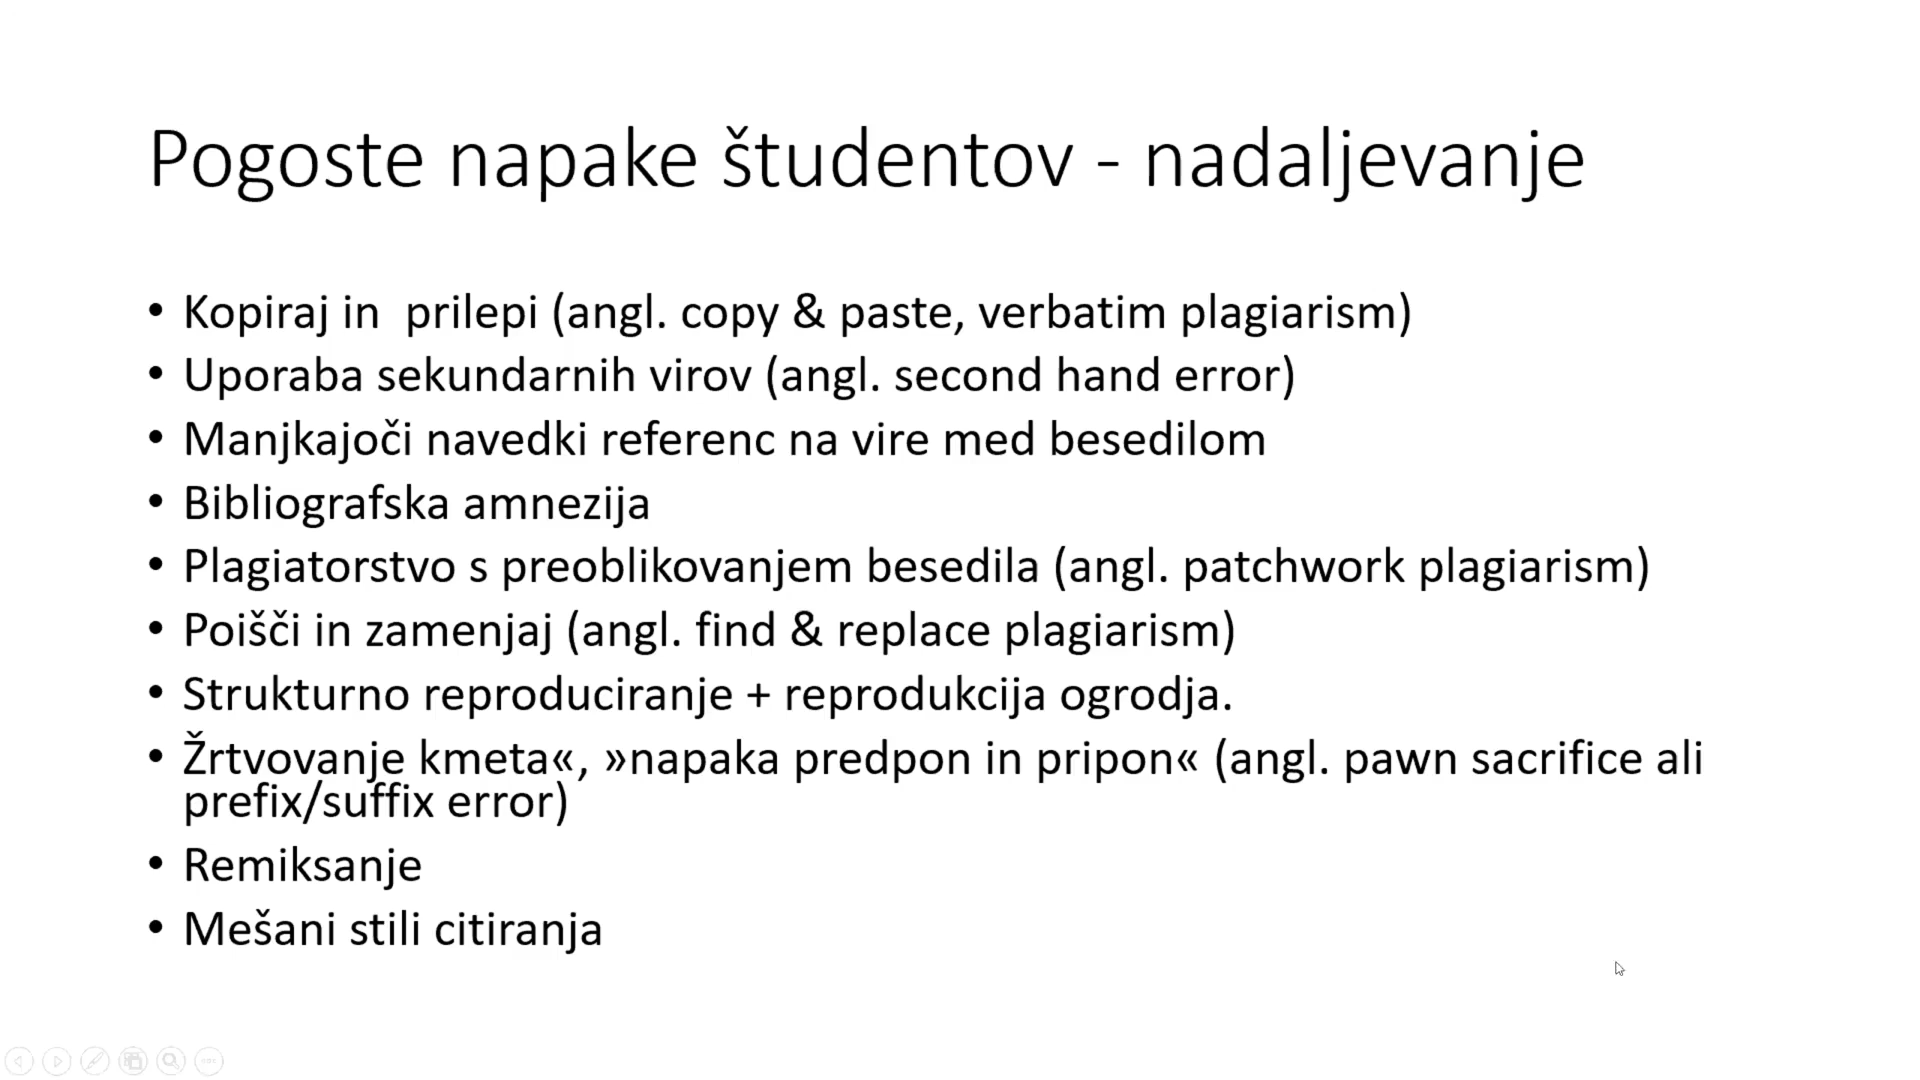 Pogoste napake študentov - nadaljevanje
• Kopiraj in  prilepi (angl. copy & paste, verbatim plagiarism)
• Uporaba sekundarnih virov (angl. second hand error)
• Manjkajoči navedki referenc na vire med besedilom
• Bibliografska amnezija
• Plagiatorstvo s preoblikovanjem besedila (angl. patchwork plagiarism)
• Poišči in zamenjaj (angl. find & replace plagiarism)
• Strukturno reproduciranje + reprodukcija ogrodja.
• Žrtvovanje kmeta«, »napaka predpon in pripon« (angl. pawn sacrifice ali
prefix/suffix error)
• Remiksanje
• Mešani stili citiranja